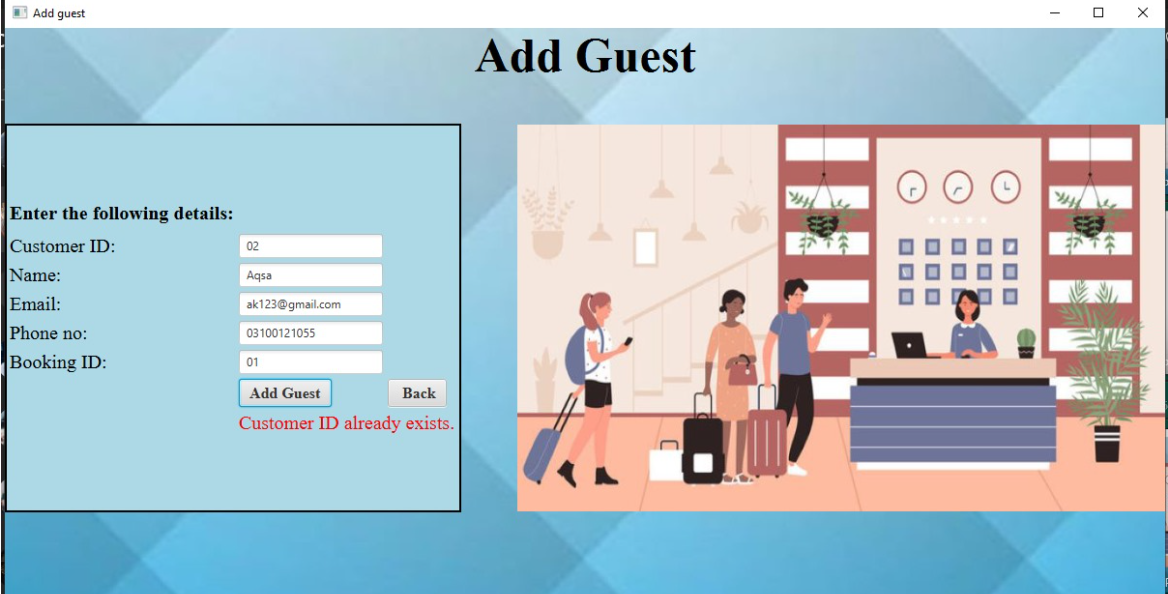 Add guest
Add Guest
Enter the following details:
Customer ID: 02
Name: Aqsa
Email: ak123@gmail.com
Phone no: 03100121055
Booking ID: 01
Add Guest Back
Customer ID already exists.